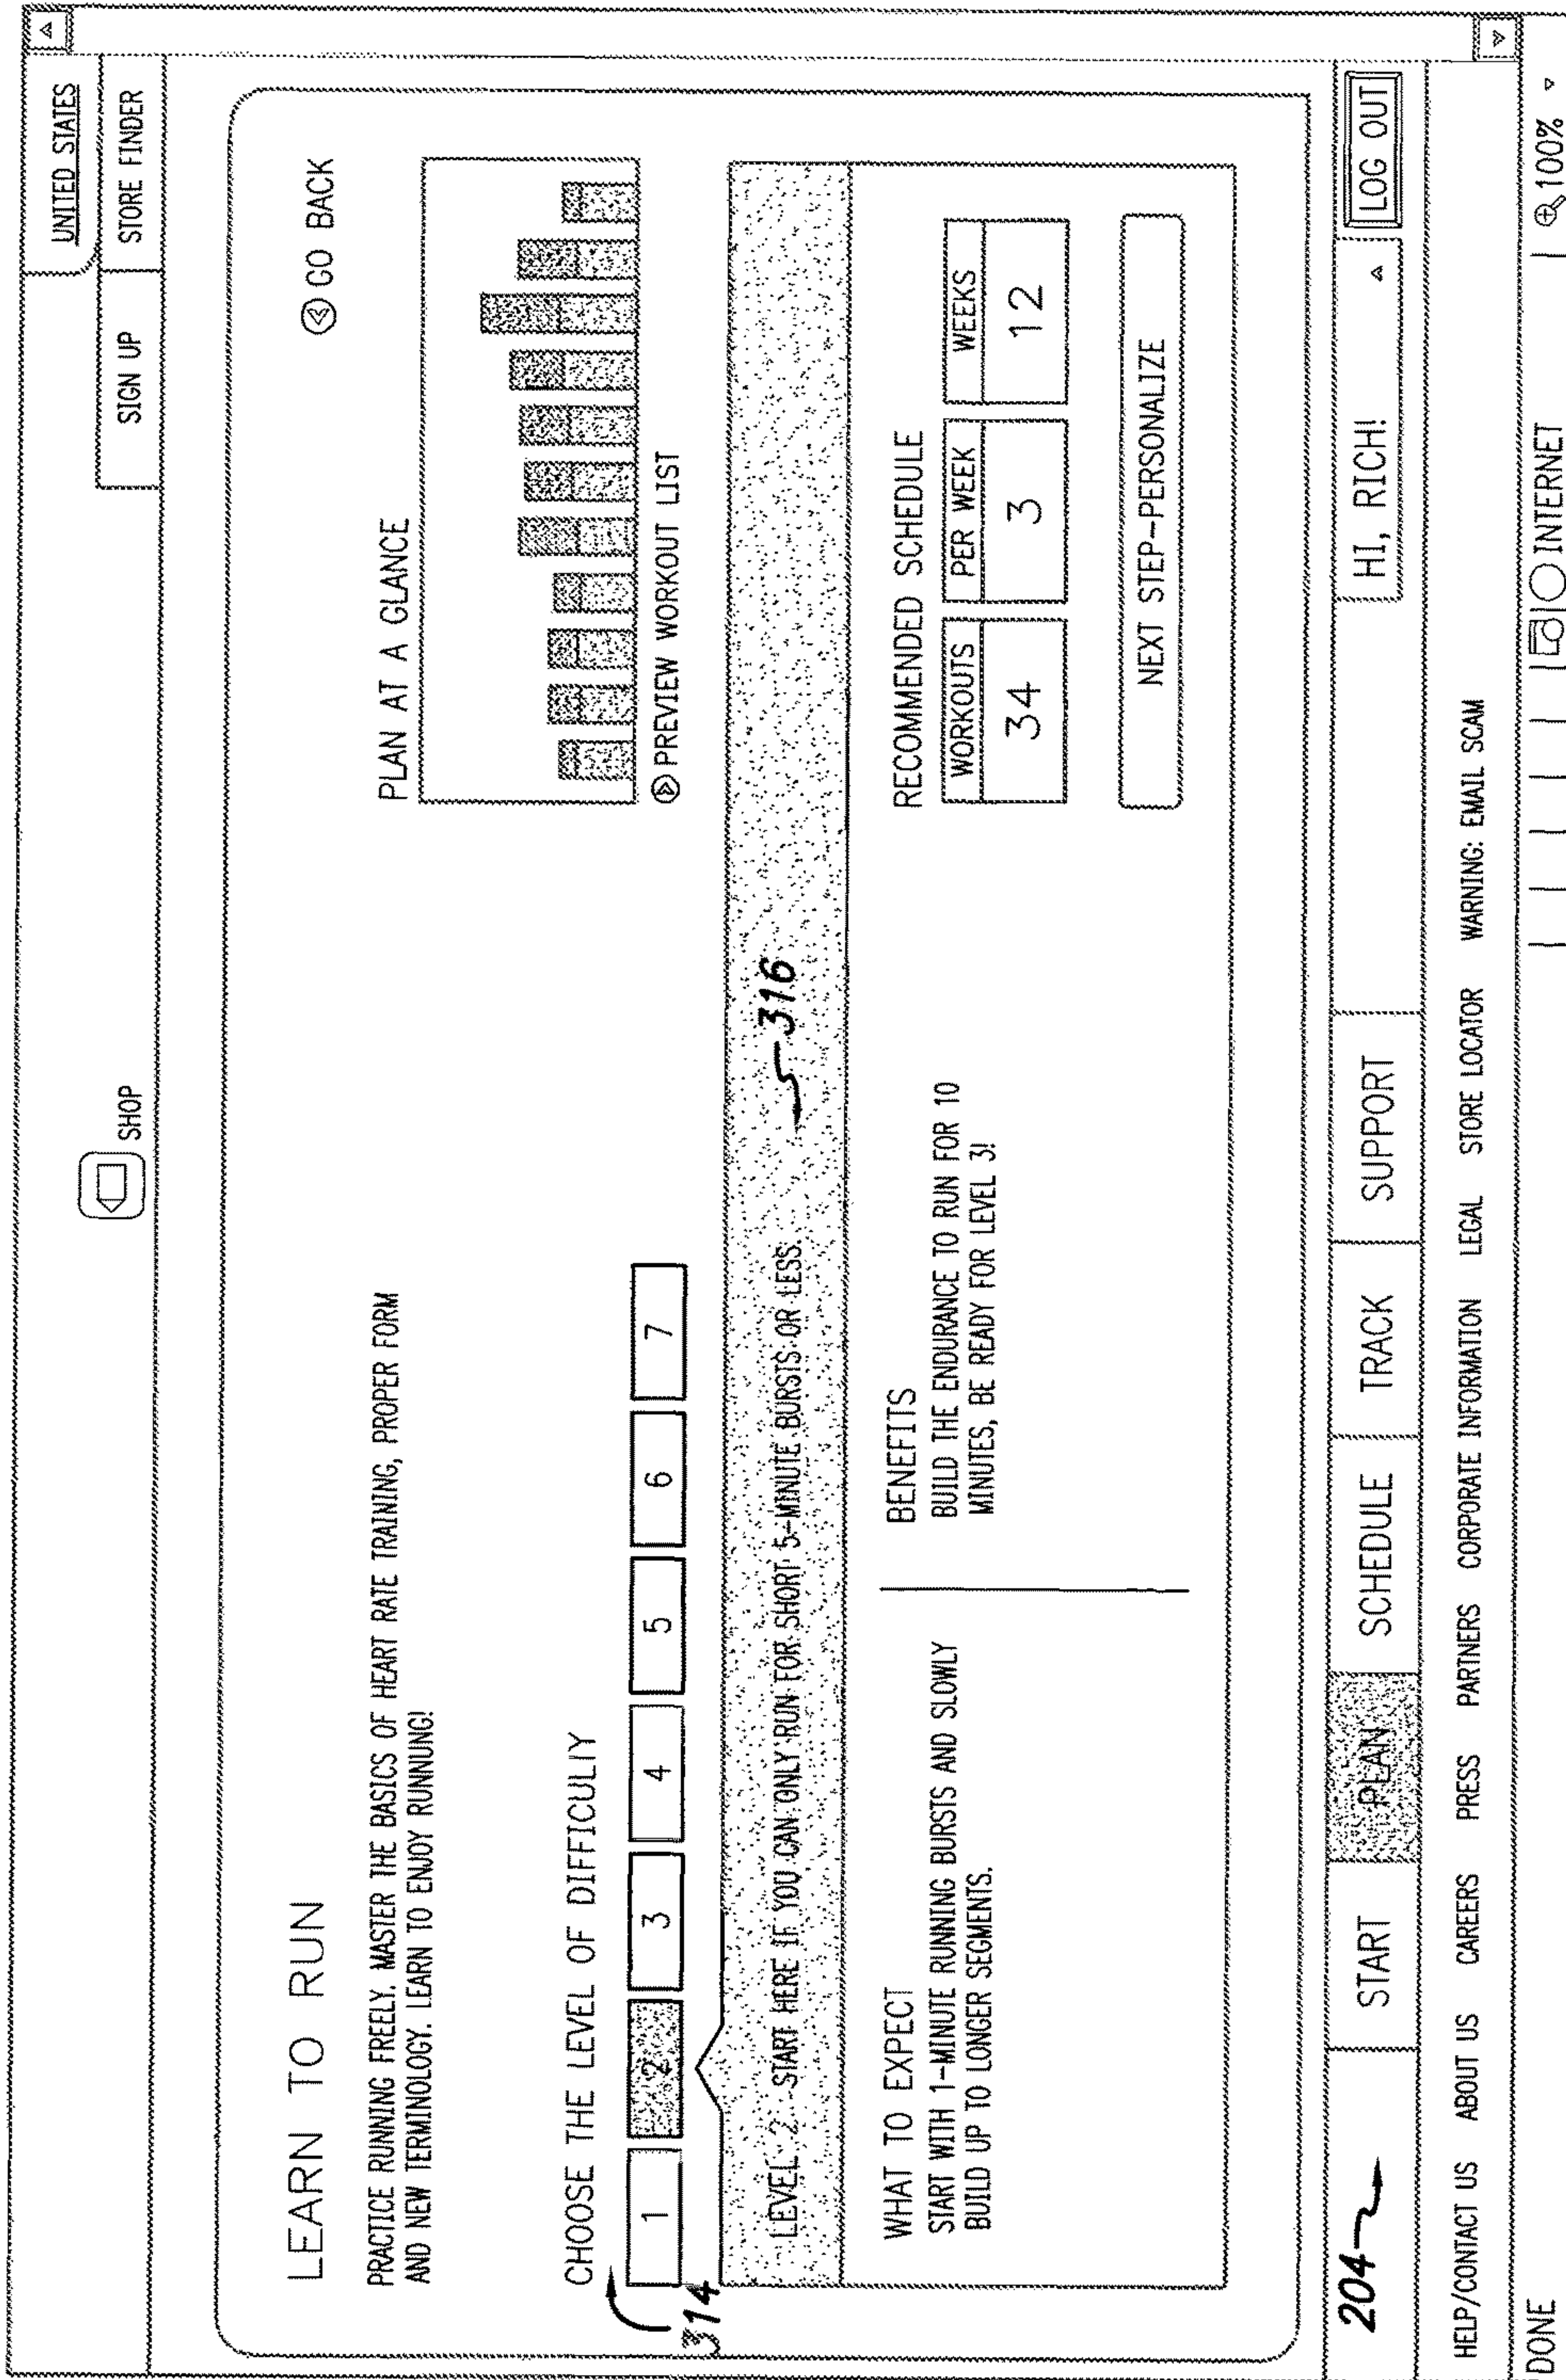 UNITED STATES
SHOP
SIGN UP
STORE FINDER
LEARN TO RUN
GO BACK
PRACTICE RUNNING FREELY. MASTER THE BASICS OF HEART RATE TRAINING, PROPER FORM
AND NEW TERMINOLOGY. LEARN TO ENJOY RUNNUNG!
PLAN AT A GLANCE
CHOOSE THE LEVEL OF DIFFICULIY
314
1 2 3 4 5 6 7
PREVIEW WORKOUT LIST
LEVEL 2 START HERE IF YOU CAN ONLY RUN FOR SHORT 5-MINUTE BURSTS OR LESS.
316
WHAT TO EXPECT
START WITH 1-MINUTE RUNNING BURSTS AND SLOWLY
BUILD UP TO LONGER SEGMENTS.
BENEFITS
BUILD THE ENDURANCE TO RUN FOR 10
MINUTES, BE READY FOR LEVEL 3!
RECOMMENDED SCHEDULE
WORKOUTS PER WEEK WEEKS
34 3 12
NEXT STEP-PERSONALIZE
204
START PLAN SCHEDULE TRACK SUPPORT HI, RICH! LOG OUT
HELP/CONTACT US ABOUT US CAREERS PRESS PARTNERS CORPORATE INFORMATION LEGAL STORE LOCATOR WARNING: EMAIL SCAM
DONE INTERNET 100%